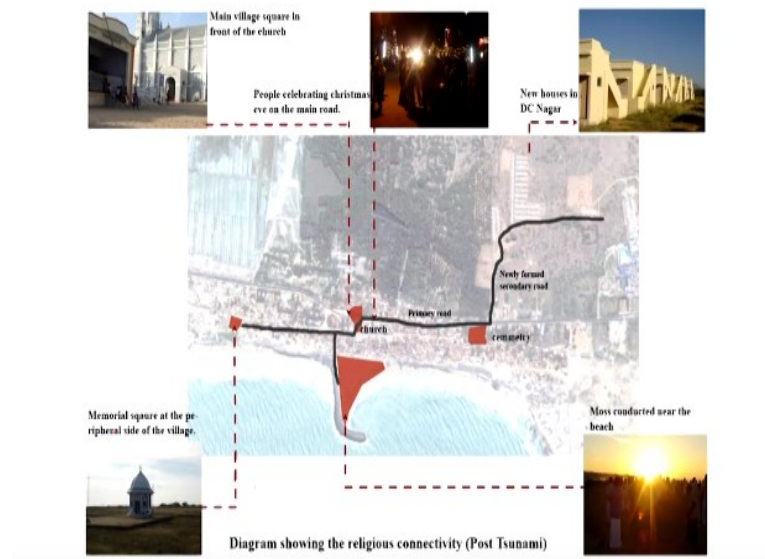 Main village square in
front of the church
People celebrating christmas
eve on the main road.
New houses in
DC Nagar
Newly formed
secondary road
Primary road
church
cemmetry
Memorial sqaure at the pe-
ripheral side of the village.
Moss conducted near the
beach
Diagram showing the religious connectivity (Post Tsunami)